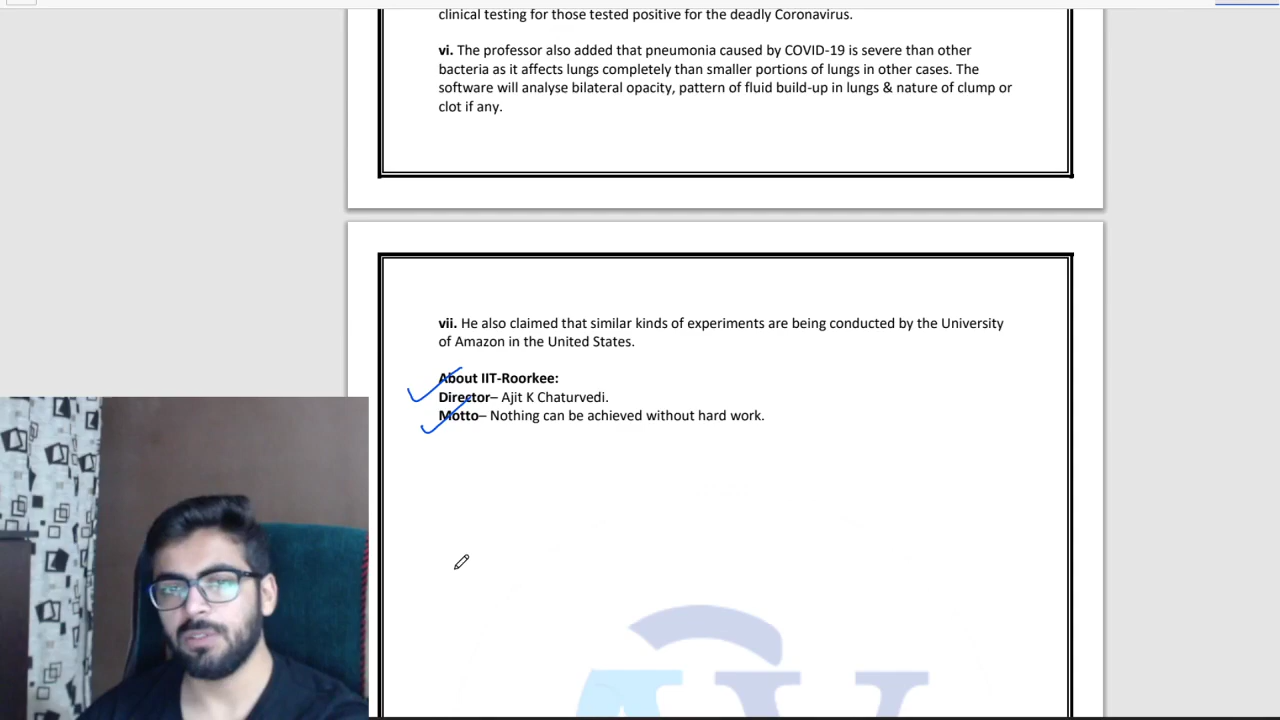 clinical testing for those tested positive for the deadly Coronavirus.
vi. The professor also added that pneumonia caused by COVID-19 is severe than other
bacteria as it affects lungs completely than smaller portions of lungs in other cases. The
software will analyse bilateral opacity, pattern of fluid build-up in lungs & nature of clump or
clot if any.
vii. He also claimed that similar kinds of experiments are being conducted by the University
of Amazon in the United States.
About IIT-Roorkee:
Director– Ajit K Chaturvedi.
Motto– Nothing can be achieved without hard work.